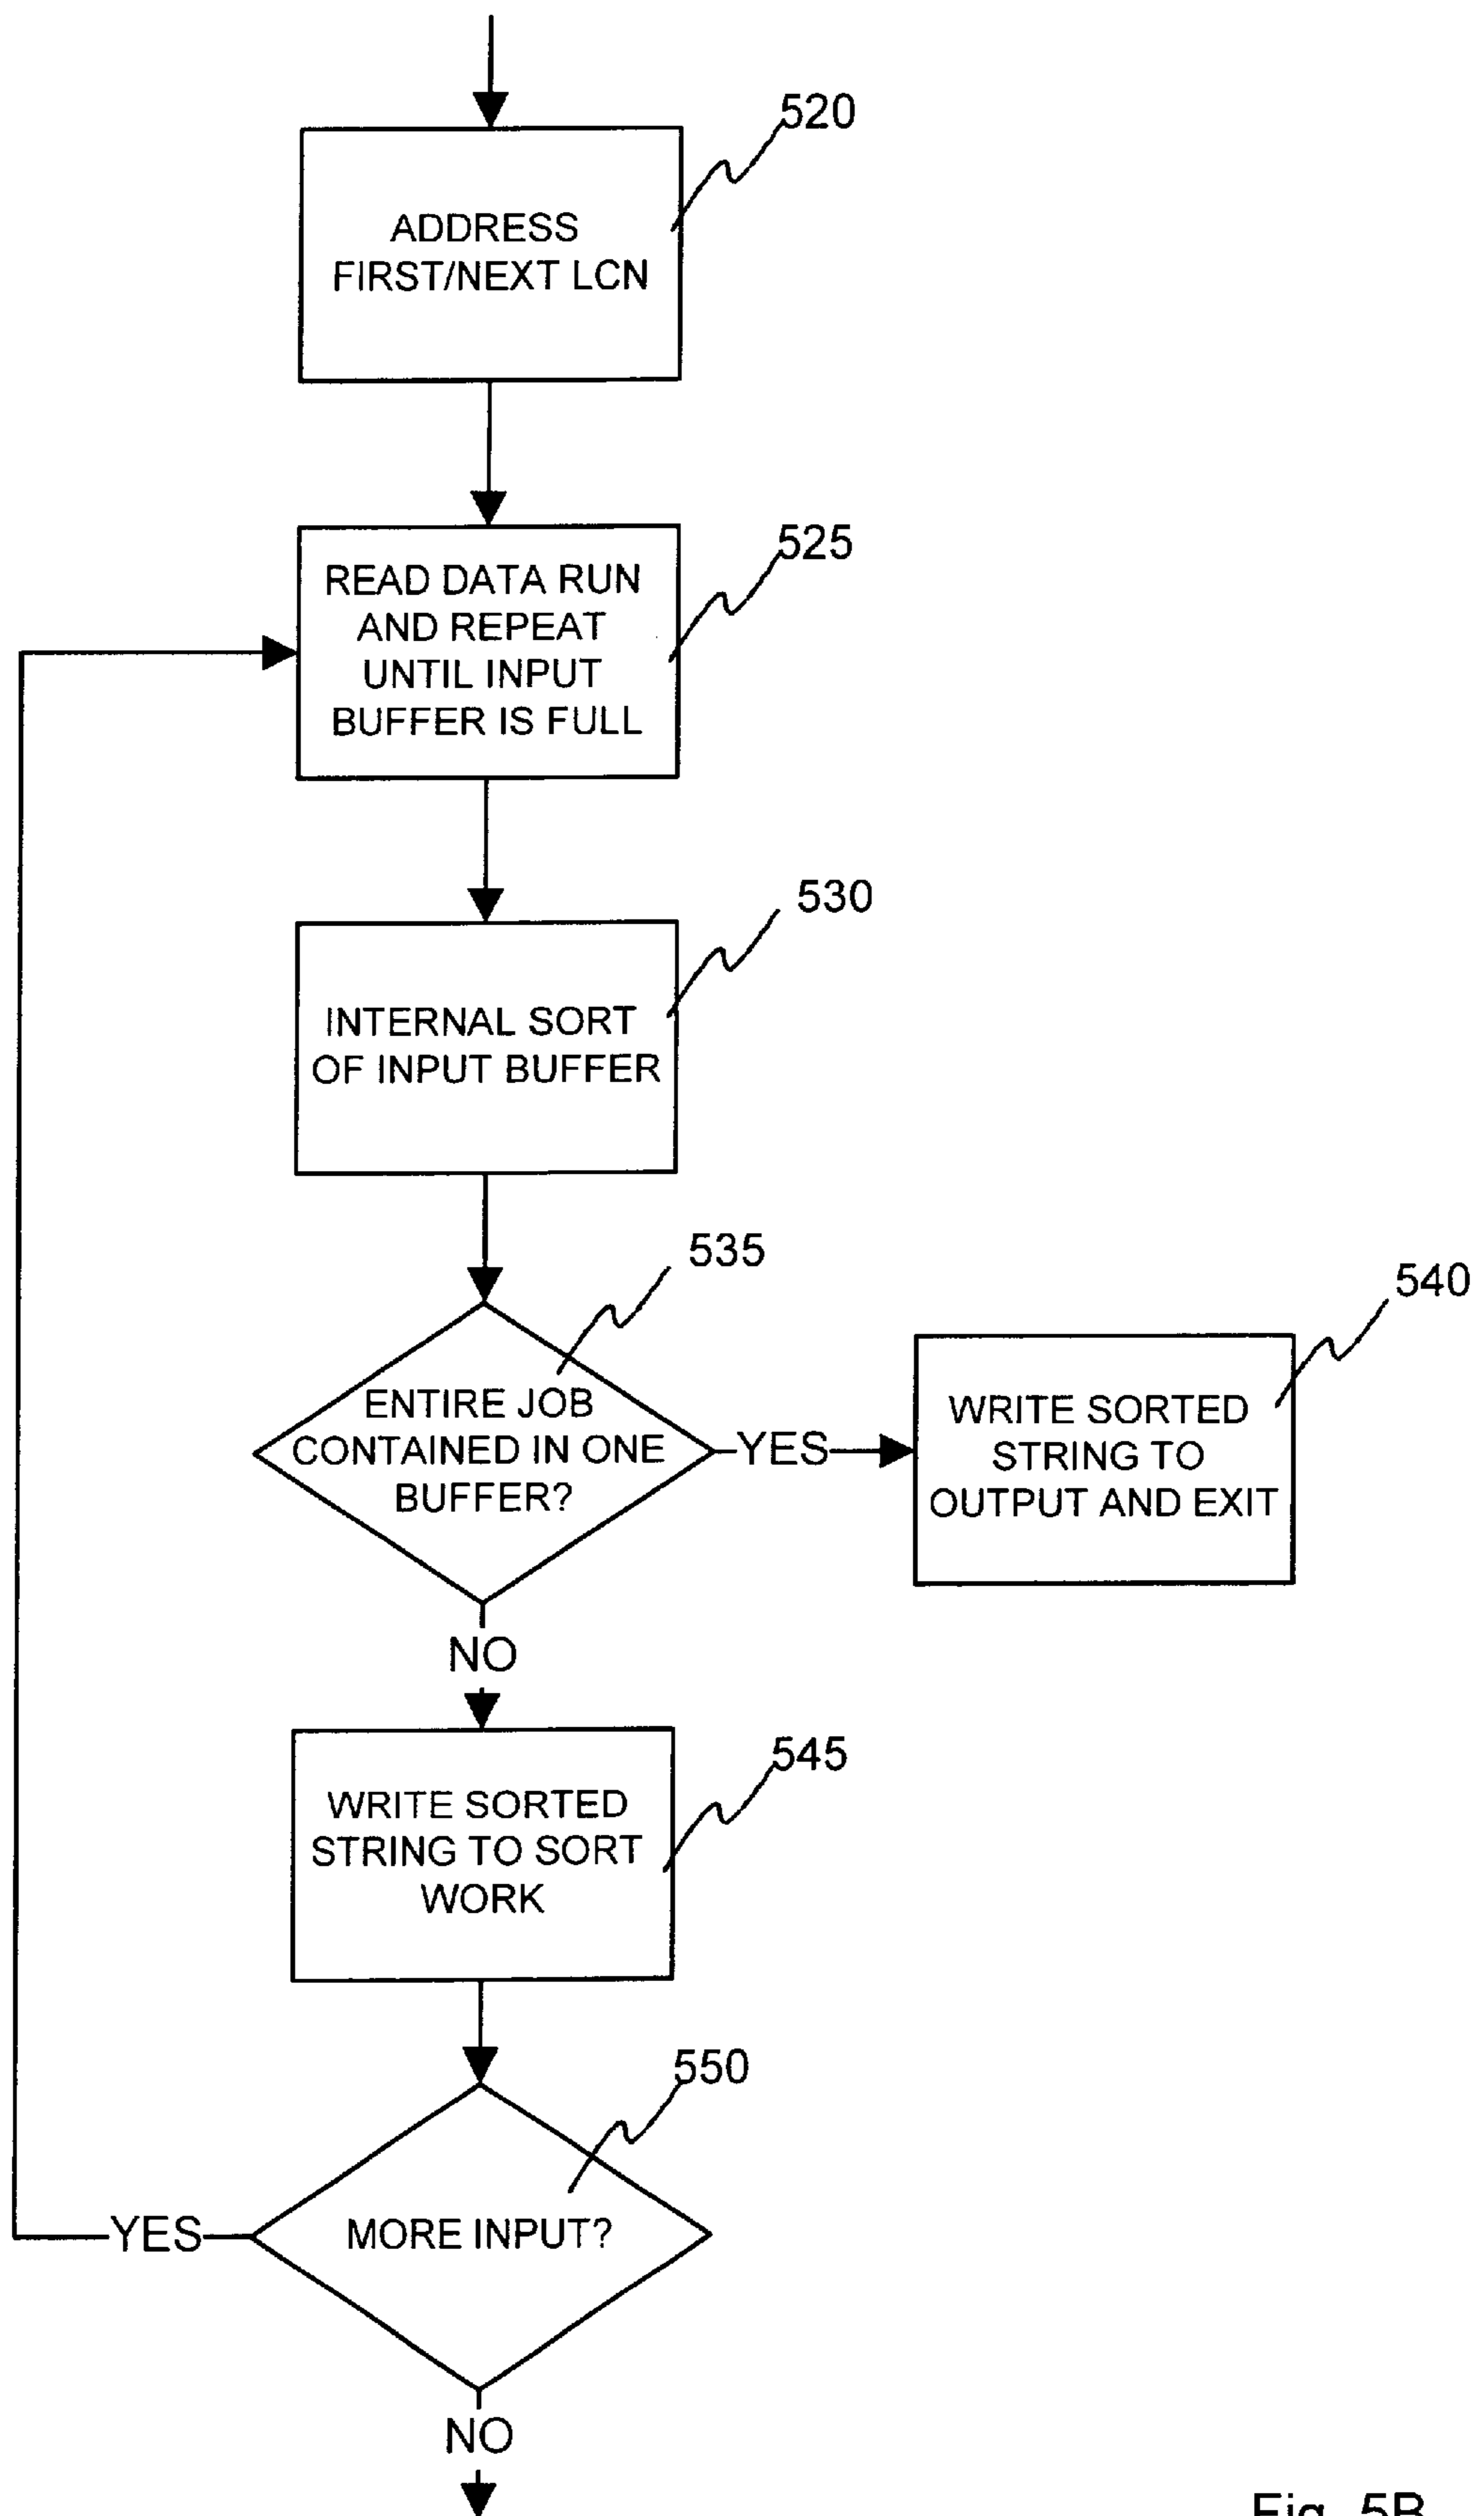 520
ADDRESS
FIRST/NEXT LCN
525
READ DATA RUN
AND REPEAT
UNTIL INPUT
BUFFER IS FULL
530
INTERNAL SORT
OF INPUT BUFFER
535
ENTIRE JOB
CONTAINED IN ONE
BUFFER?
YES
540
WRITE SORTED
STRING TO
OUTPUT AND EXIT
NO
545
WRITE SORTED
STRING TO SORT
WORK
550
MORE INPUT?
YES
NO
Fig. 5B